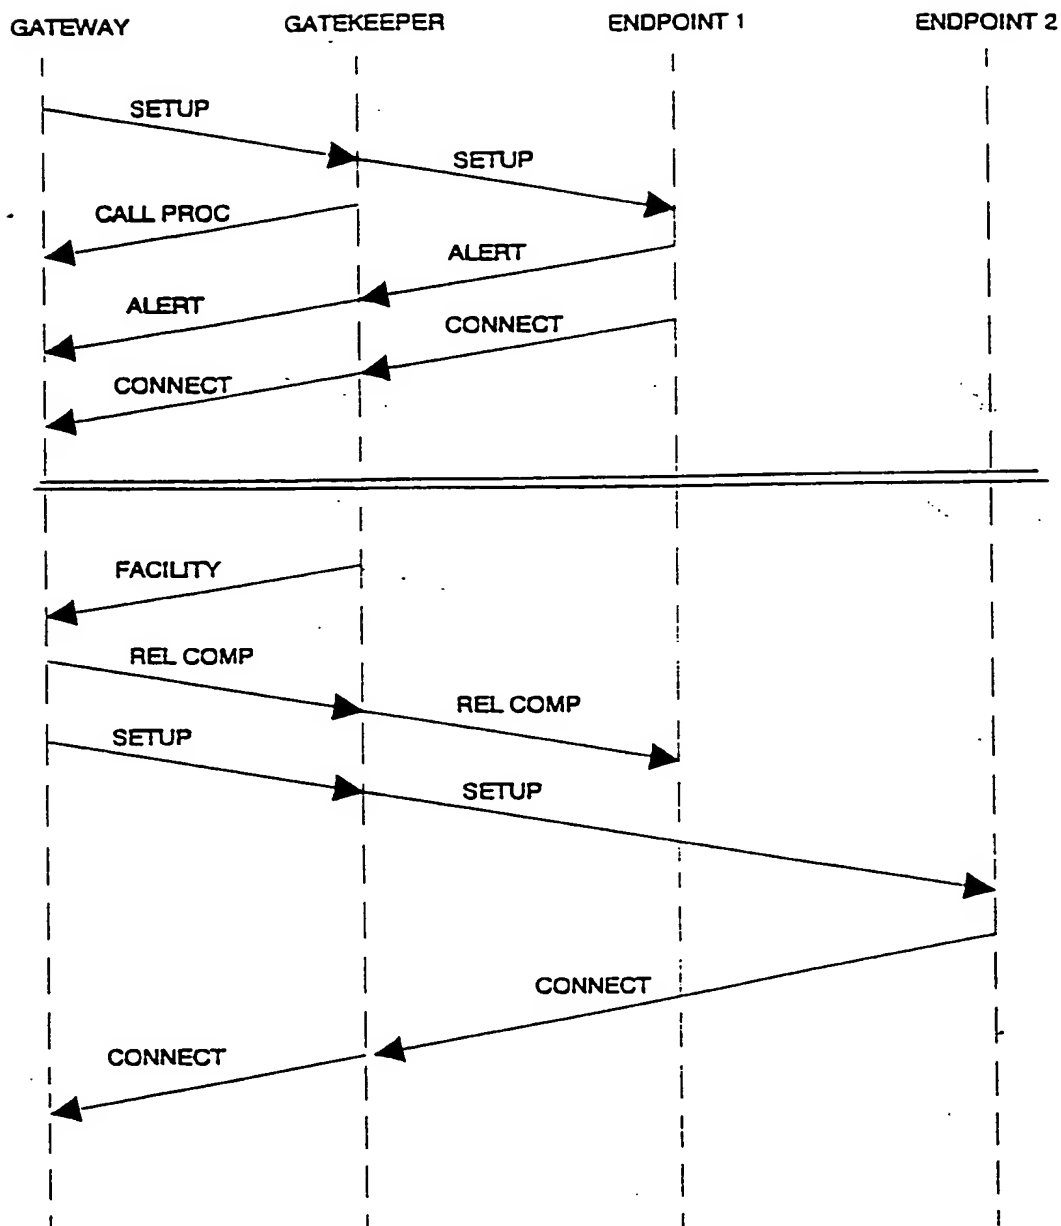 GATEWAY GATEKEEPER ENDPOINT 1 ENDPOINT 2
SETUP
SETUP
CALL PROC
ALERT
ALERT
CONNECT
CONNECT
FACILITY
REL COMP
REL COMP
SETUP
SETUP
CONNECT
CONNECT